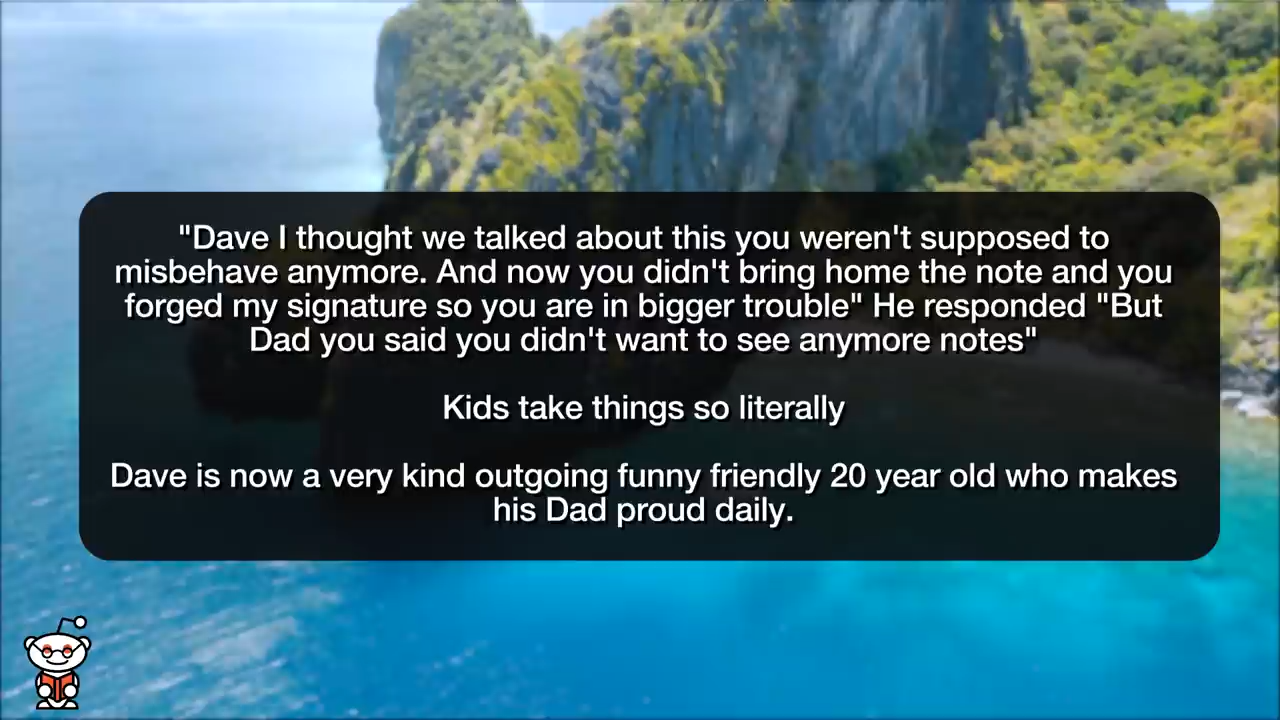 "Dave I thought we talked about this you weren't supposed to
misbehave anymore. And now you didn't bring home the note and you
forged my signature so you are in bigger trouble" He responded "But
Dad you said you didn't want to see anymore notes"
Kids take things so literally
Dave is now a very kind outgoing funny friendly 20 year old who makes
his Dad proud daily.